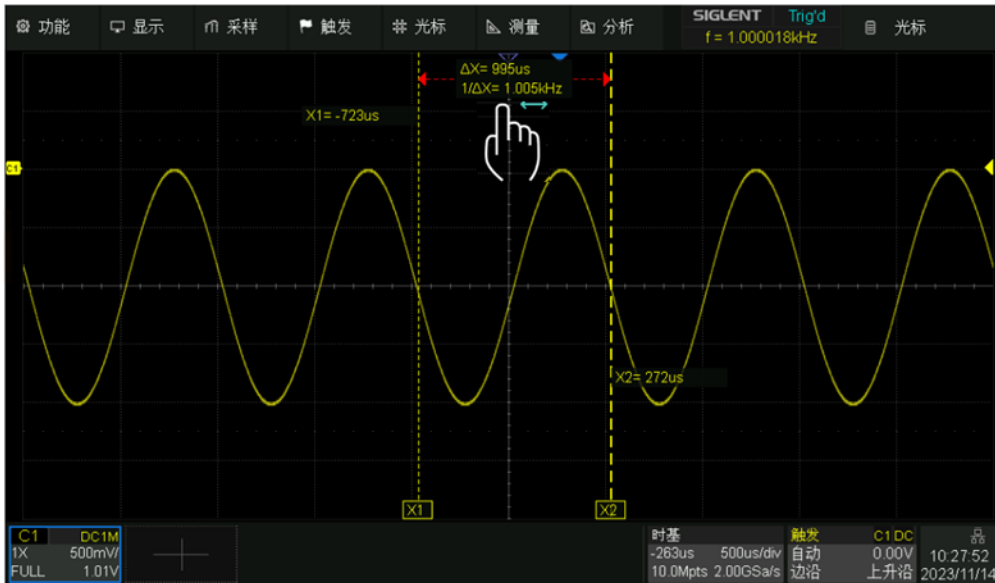 功能 显示 采样 触发 光标 测量 分析 SIGLENT Trig'd 光标
f = 1.000018kHz
ΔX= 995us
1/ΔX= 1.005kHz
X1= -723us
C1
X2= 272us
X1 X2
C1 DC1M
1X 500mV/
FULL 1.01V
时基
-263us 500us/div
10.0Mpts 2.00GSa/s
触发 C1 DC
自动 0.00V
边沿 上升沿
10:27:52
2023/11/14